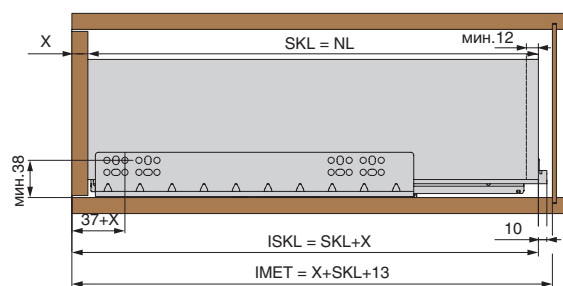 X
SKL = NL
мин.12
мин.38
37+X
10
ISKL = SKL+X
IMET = X+SKL+13